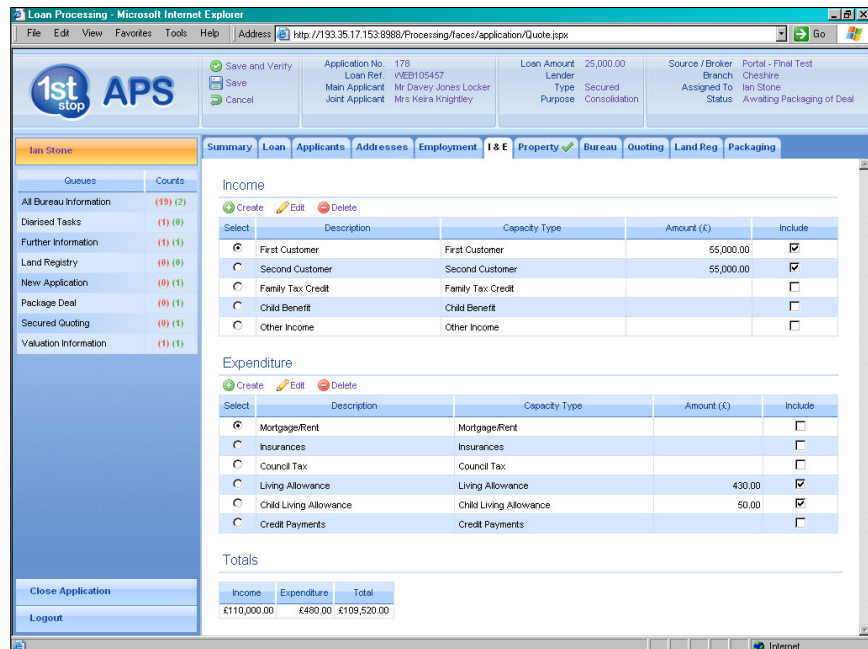 Loan Processing - Microsoft Internet Explorer
File Edit View Favorites Tools Help Address http://193.35.17.153:8988/Processing/faces/application/Quote.jspx Go
1st stop APS
Save and Verify
Save
Cancel
Application No. 178
Loan Ref. WEB105457
Main Applicant Mr Davey Jones Locker
Joint Applicant Mrs Keira Knightley
Loan Amount 25,000.00
Lender
Type Secured
Purpose Consolidation
Source / Broker Portal - FInal Test
Branch Cheshire
Assigned To Ian Stone
Status Awaiting Packaging of Deal
Ian Stone
Queues Counts
All Bureau Information (19) (2)
Diarised Tasks (1) (0)
Further Information (1) (1)
Land Registry (0) (0)
New Application (0) (1)
Package Deal (0) (1)
Secured Quoting (0) (1)
Valuation Information (1) (1)
Close Application
Logout
Summary Loan Applicants Addresses Employment I & E Property Bureau Quoting Land Reg Packaging
Income
Create Edit Delete
Select Description Capacity Type Amount (£) Include
First Customer First Customer 55,000.00
Second Customer Second Customer 55,000.00
Family Tax Credit Family Tax Credit
Child Benefit Child Benefit
Other Income Other Income
Expenditure
Create Edit Delete
Select Description Capacity Type Amount (£) Include
Mortgage/Rent Mortgage/Rent
Insurances Insurances
Council Tax Council Tax
Living Allowance Living Allowance 430.00
Child Living Allowance Child Living Allowance 50.00
Credit Payments Credit Payments
Totals
Income Expenditure Total
£110,000.00 £480.00 £109,520.00
Internet